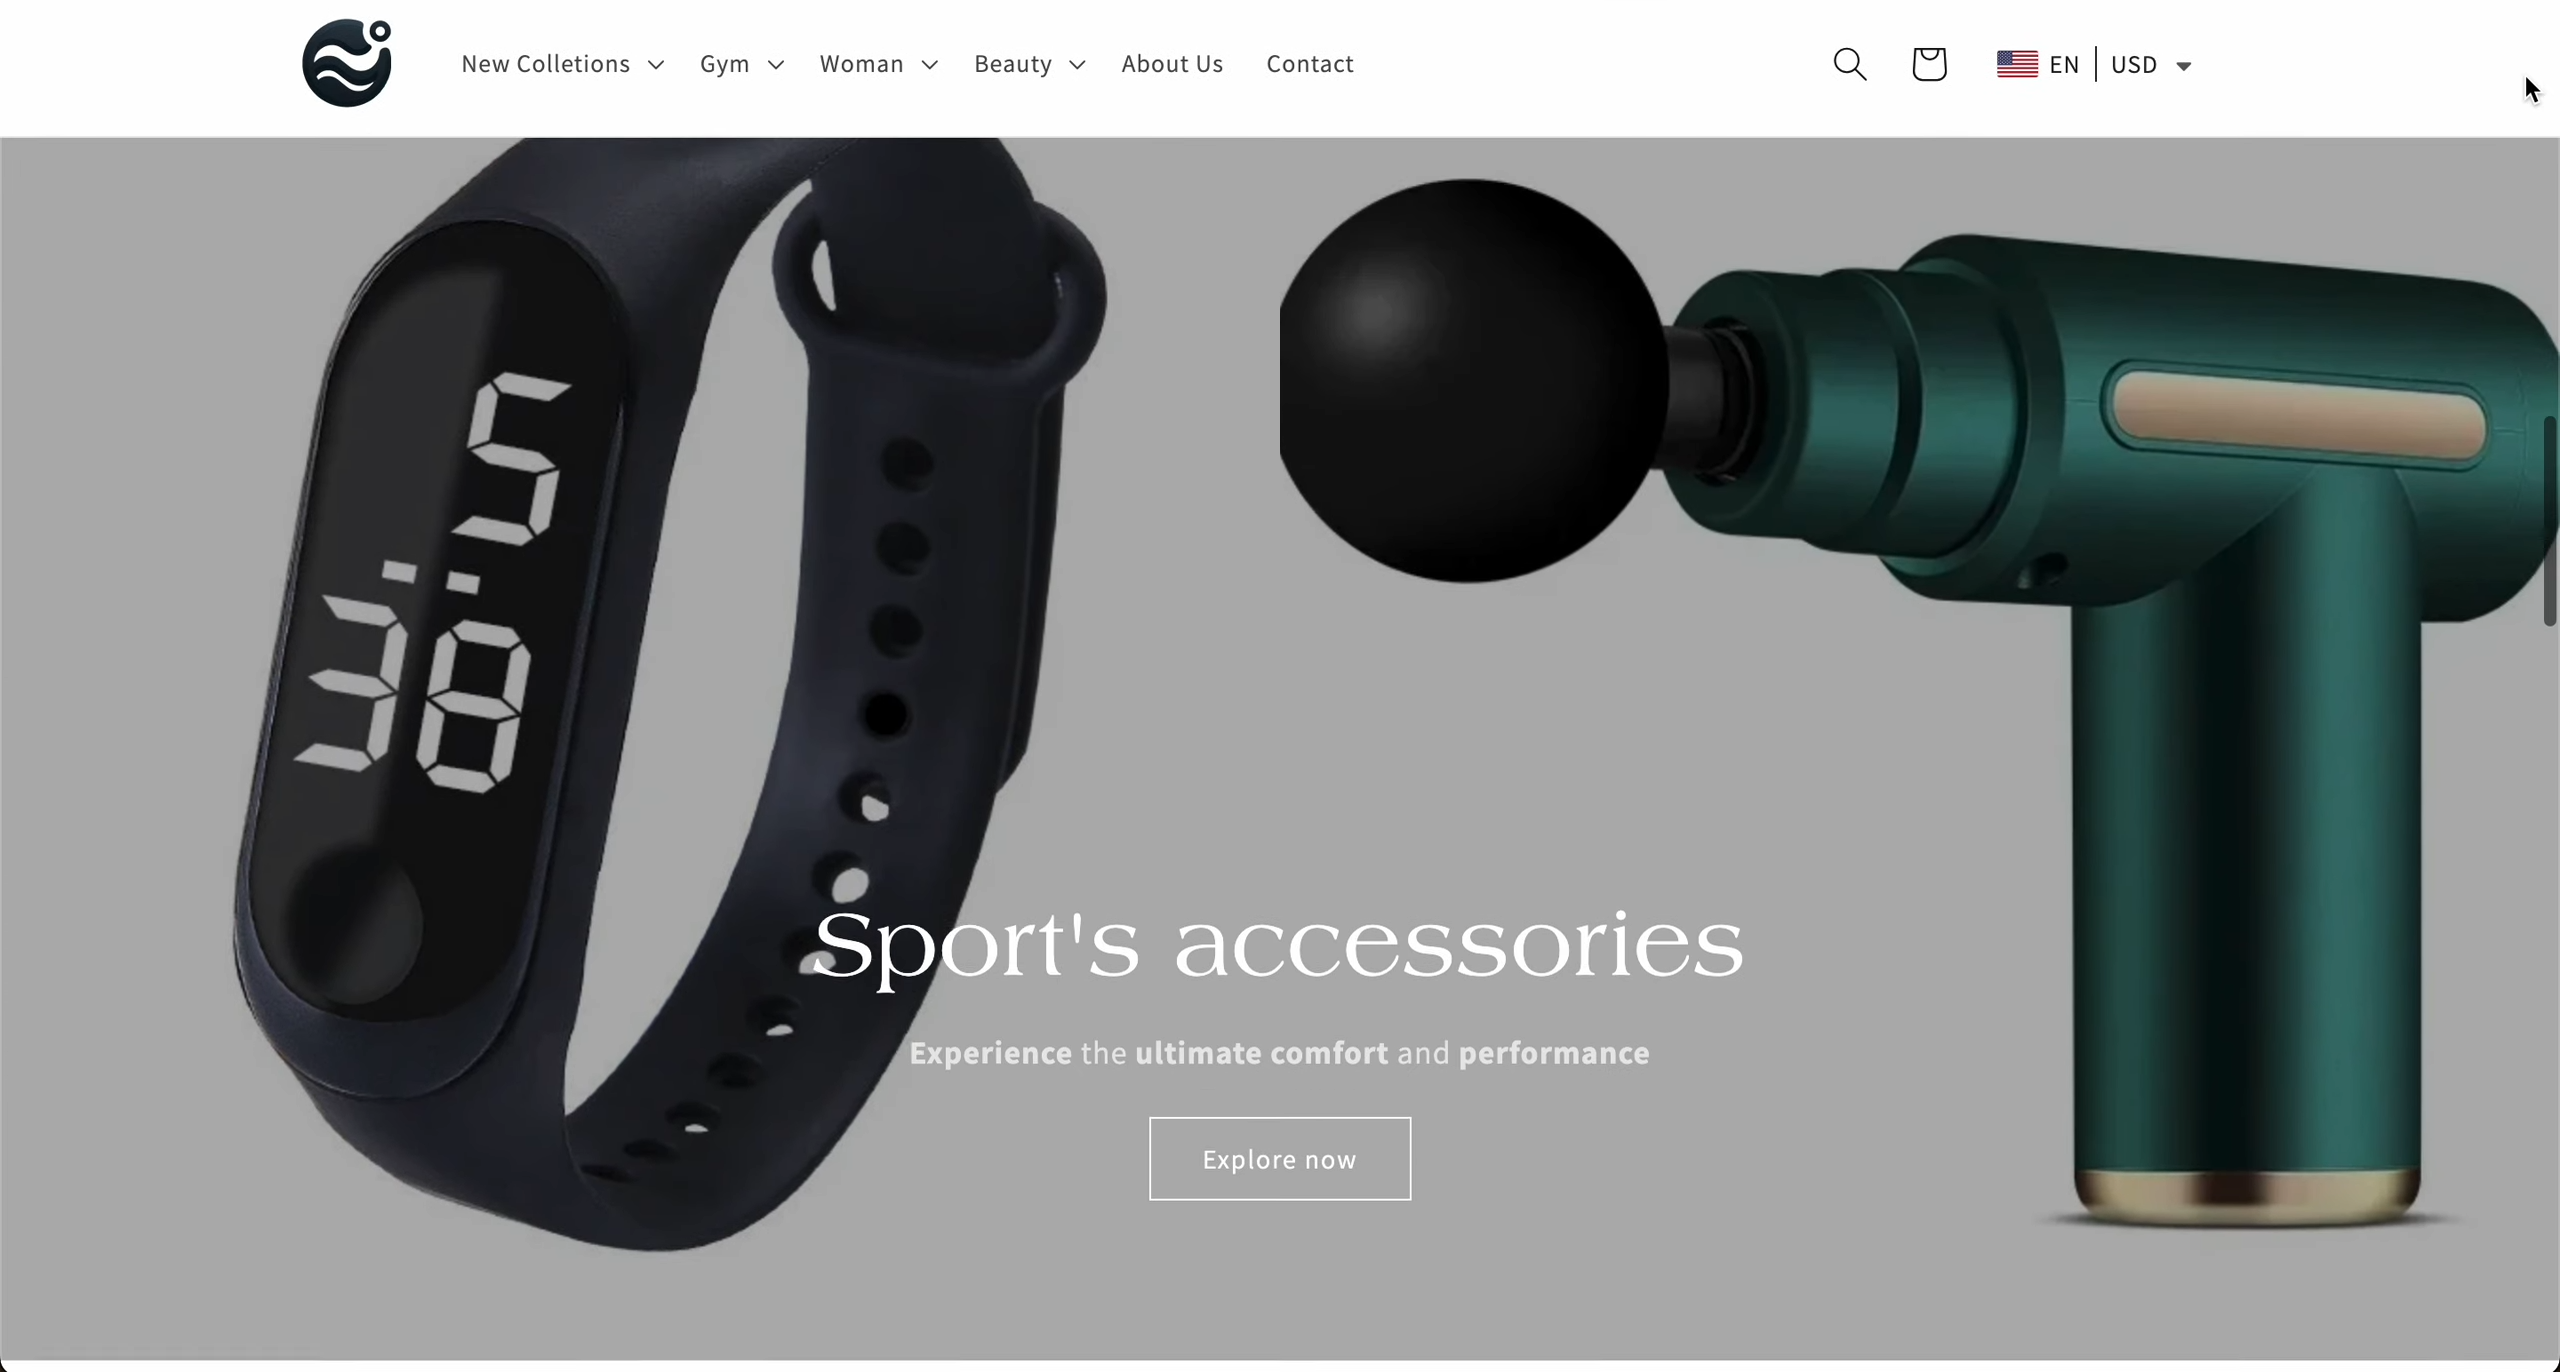 New Colletions
Gym
Woman
Beauty
About Us
Contact
EN | USD
5
:
38
Sport's accessories
Experience the ultimate comfort and performance
Explore now